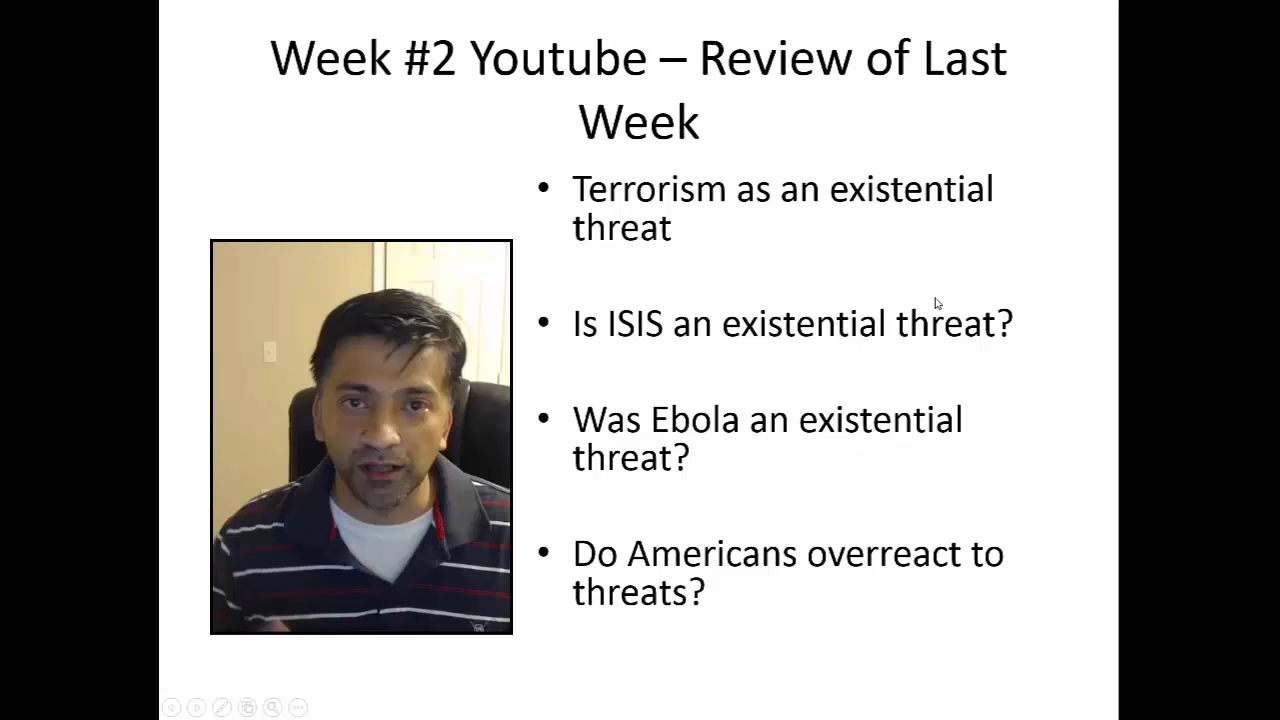 Week #2 Youtube – Review of Last
Week
• Terrorism as an existential
threat
• Is ISIS an existential threat?
• Was Ebola an existential
threat?
• Do Americans overreact to
threats?